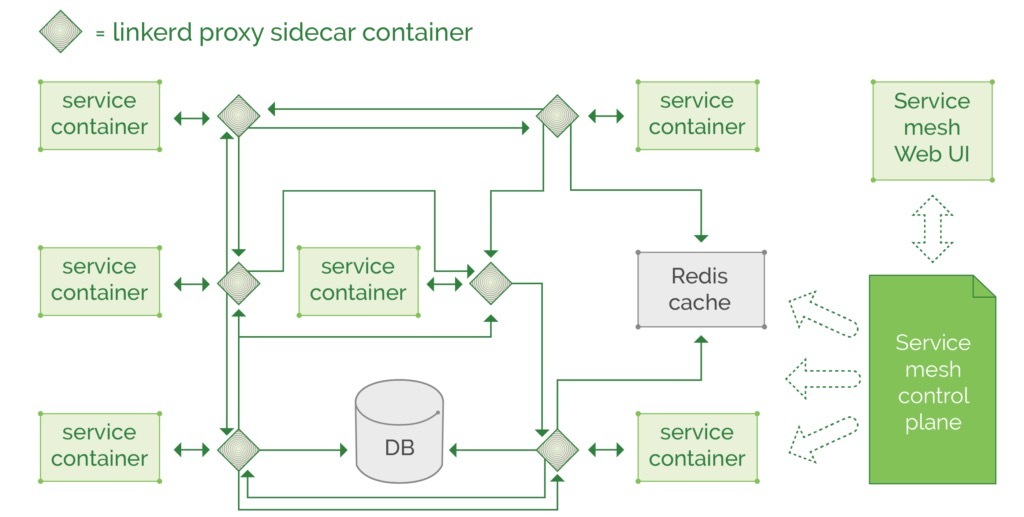 = linkerd proxy sidecar container
service
container
service
container
Service
mesh
Web UI
service
container
service
container
Redis
cache
Service
mesh
control
plane
service
container
DB
service
container